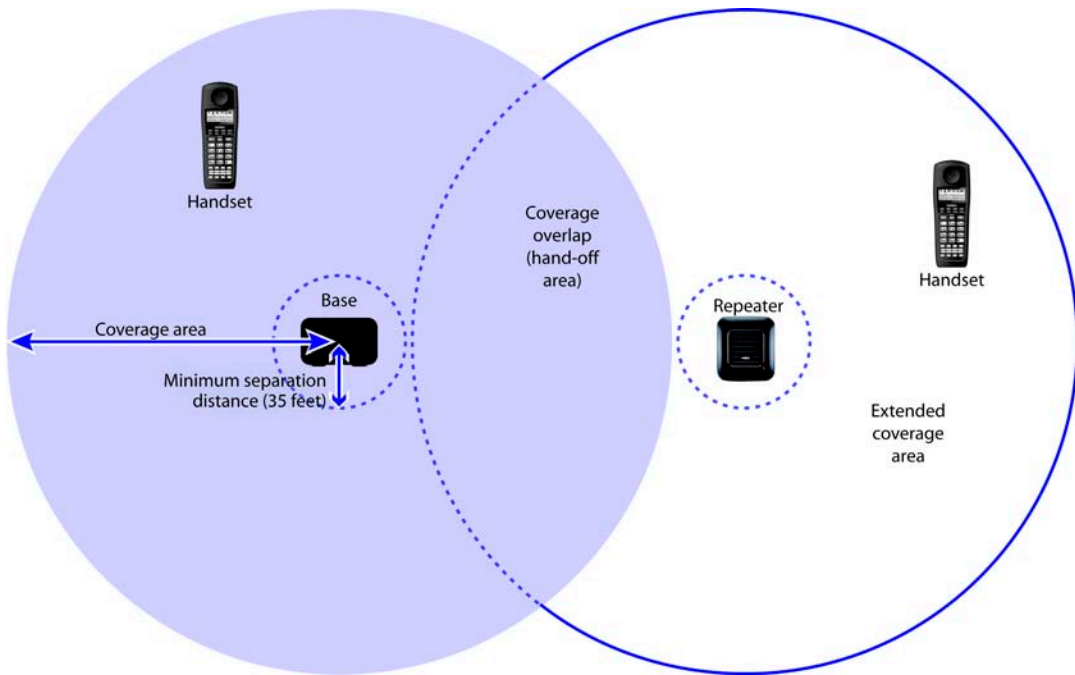 Handset
Coverage
overlap
(hand-off
area)
Handset
Base
Repeater
Coverage area
Minimum separation
distance (35 feet)
Extended
coverage
area